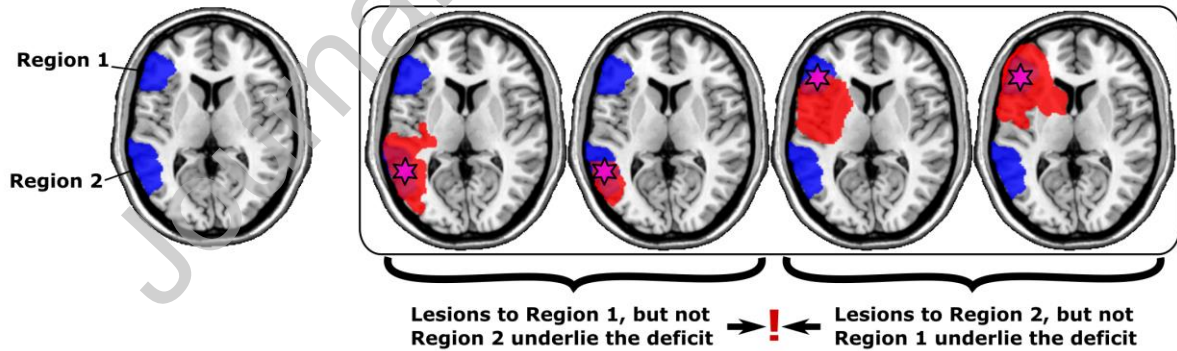 Region 1
Region 2
Lesions to Region 1, but not
Region 2 underlie the deficit
!
Lesions to Region 2, but not
Region 1 underlie the deficit